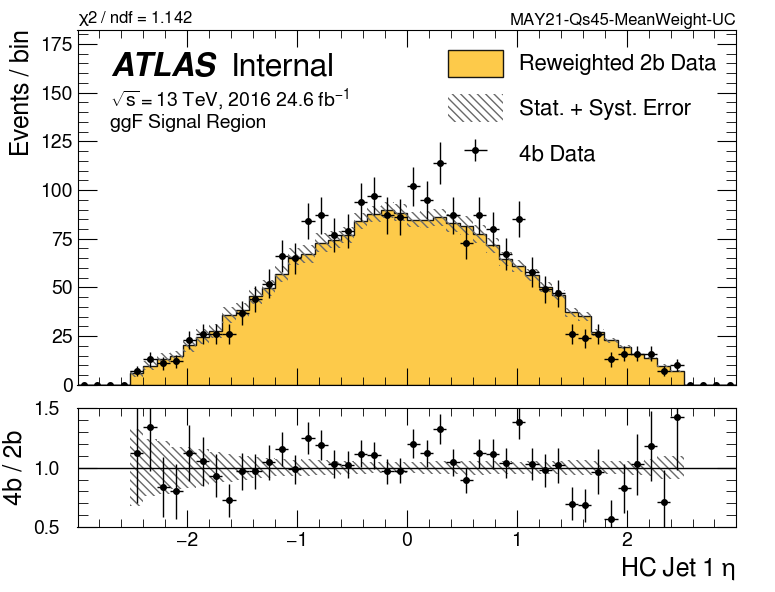 χ2 / ndf = 1.142
MAY21-Qs45-MeanWeight-UC
ATLAS Internal
√s = 13 TeV, 2016 24.6 fb⁻¹
ggF Signal Region
Reweighted 2b Data
Stat. + Syst. Error
4b Data
Events / bin
175
150
125
100
75
50
25
0
4b / 2b
1.5
1.0
0.5
−2 −1 0 1 2
HC Jet 1 η